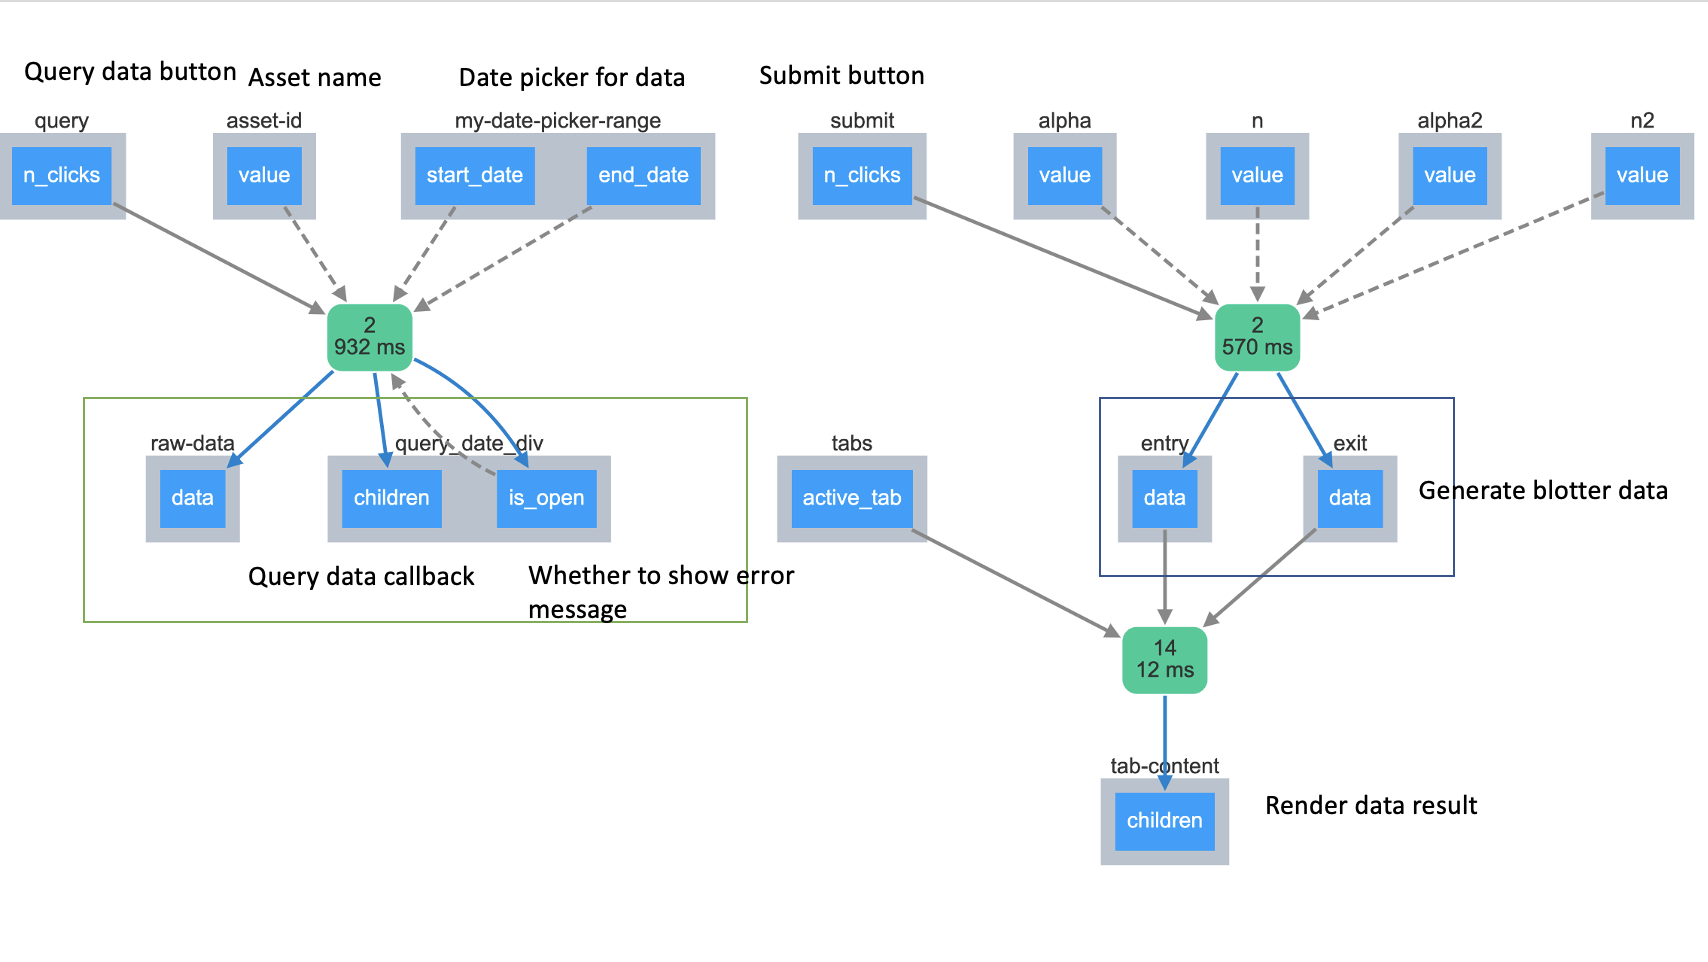 Query data button
Asset name
Date picker for data
Submit button
query
asset-id
my-date-picker-range
submit
alpha
n
alpha2
n2
n_clicks
value
start_date
end_date
n_clicks
value
value
value
value
2
932 ms
2
570 ms
raw-data
query_date_div
tabs
entry
exit
data
children
is_open
active_tab
data
data
Generate blotter data
Query data callback
Whether to show error
message
14
12 ms
tab-content
children
Render data result